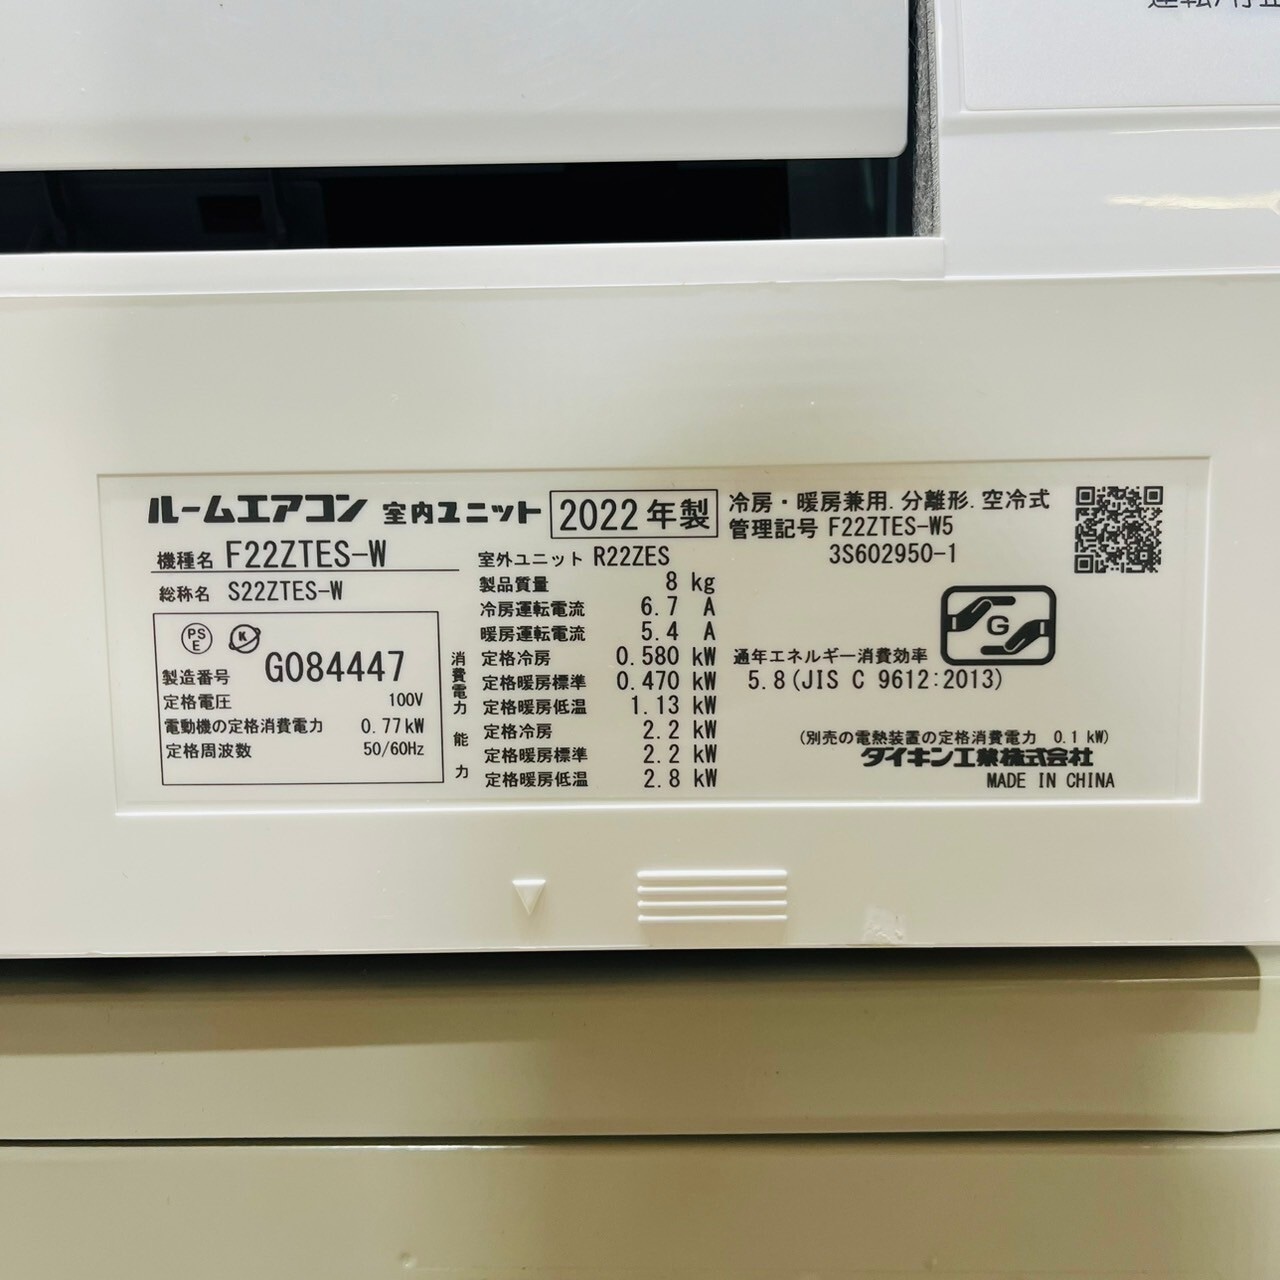 ルームエアコン 室内ユニット 2022年製
機種名 F22ZTES-W
総称名 S22ZTES-W
PS
E
K
製造番号 G084447
定格電圧 100V
電動機の定格消費電力 0.77kW
定格周波数 50/60Hz
室外ユニット R22ZES
製品質量 8 kg
冷房運転電流 6.7 A
暖房運転電流 5.4 A
消費電力
定格冷房 0.580 kW
定格暖房標準 0.470 kW
定格暖房低温 1.13 kW
能力
定格冷房 2.2 kW
定格暖房標準 2.2 kW
定格暖房低温 2.8 kW
冷房・暖房兼用.分離形.空冷式
管理記号 F22ZTES-W5
3S602950-1
G
通年エネルギー消費効率
5.8(JIS C 9612:2013)
(別売の電熱装置の定格消費電力 0.1 kW)
ダイキン工業株式会社
MADE IN CHINA